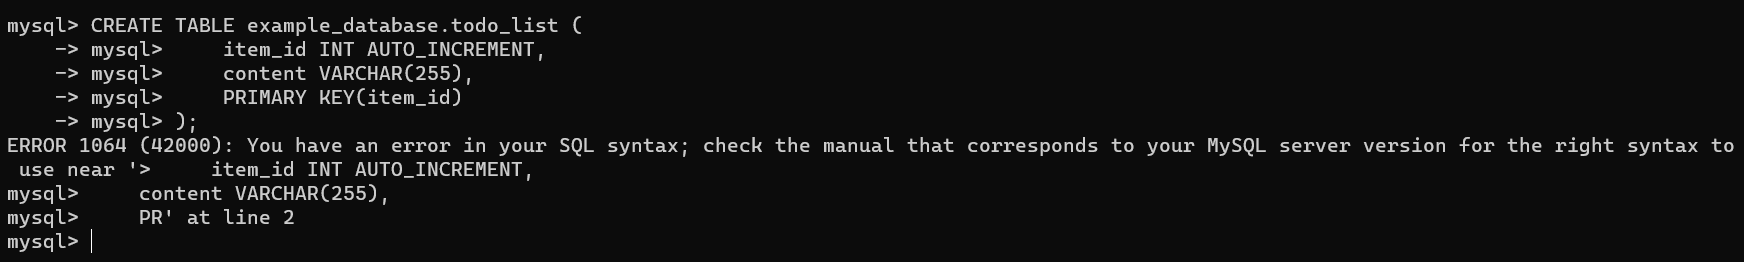 mysql> CREATE TABLE example_database.todo_list (
    -> mysql>     item_id INT AUTO_INCREMENT,
    -> mysql>     content VARCHAR(255),
    -> mysql>     PRIMARY KEY(item_id)
    -> mysql> );
ERROR 1064 (42000): You have an error in your SQL syntax; check the manual that corresponds to your MySQL server version for the right syntax to
 use near '>     item_id INT AUTO_INCREMENT,
mysql>     content VARCHAR(255),
mysql>     PR' at line 2
mysql>